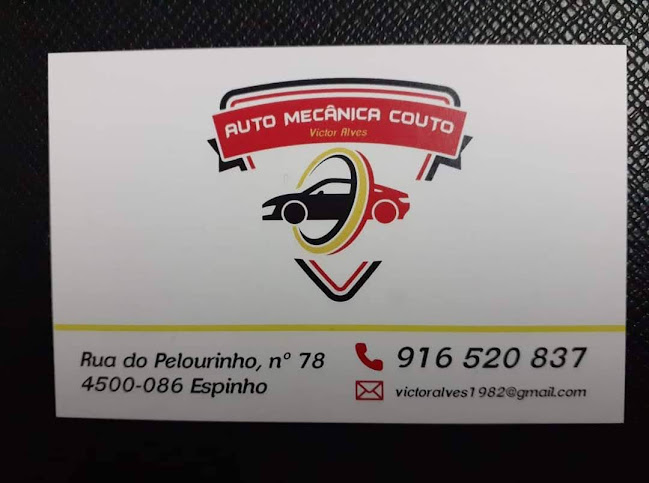 AUTO MECÂNICA COUTO
Victor Alves
Rua do Pelourinho, nº 78
4500-086 Espinho
916 520 837
victoralves1982@gmail.com